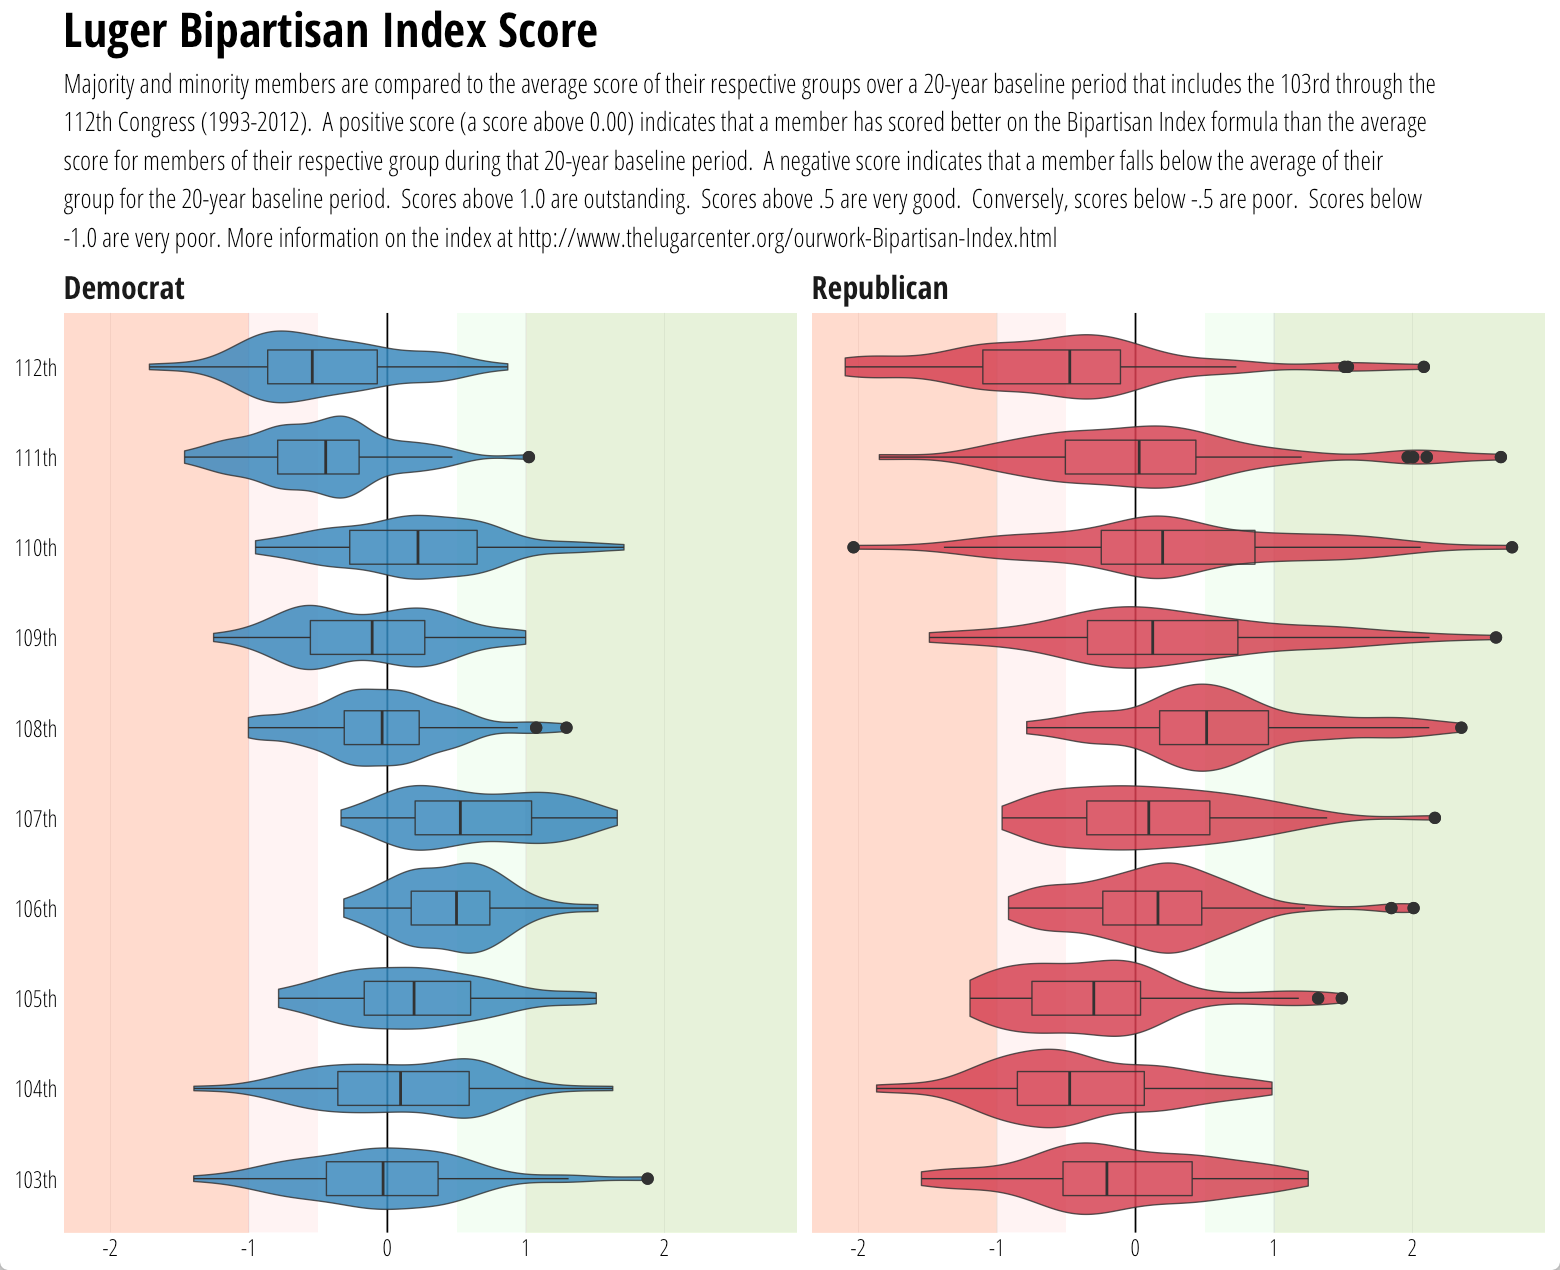 Luger Bipartisan Index Score
Majority and minority members are compared to the average score of their respective groups over a 20-year baseline period that includes the 103rd through the
112th Congress (1993-2012).  A positive score (a score above 0.00) indicates that a member has scored better on the Bipartisan Index formula than the average
score for members of their respective group during that 20-year baseline period.  A negative score indicates that a member falls below the average of their
group for the 20-year baseline period.  Scores above 1.0 are outstanding.  Scores above .5 are very good.  Conversely, scores below -.5 are poor.  Scores below
-1.0 are very poor. More information on the index at http://www.thelugarcenter.org/ourwork-Bipartisan-Index.html
Democrat
Republican
112th
111th
110th
109th
108th
107th
106th
105th
104th
103th
-2 -1 0 1 2
-2 -1 0 1 2